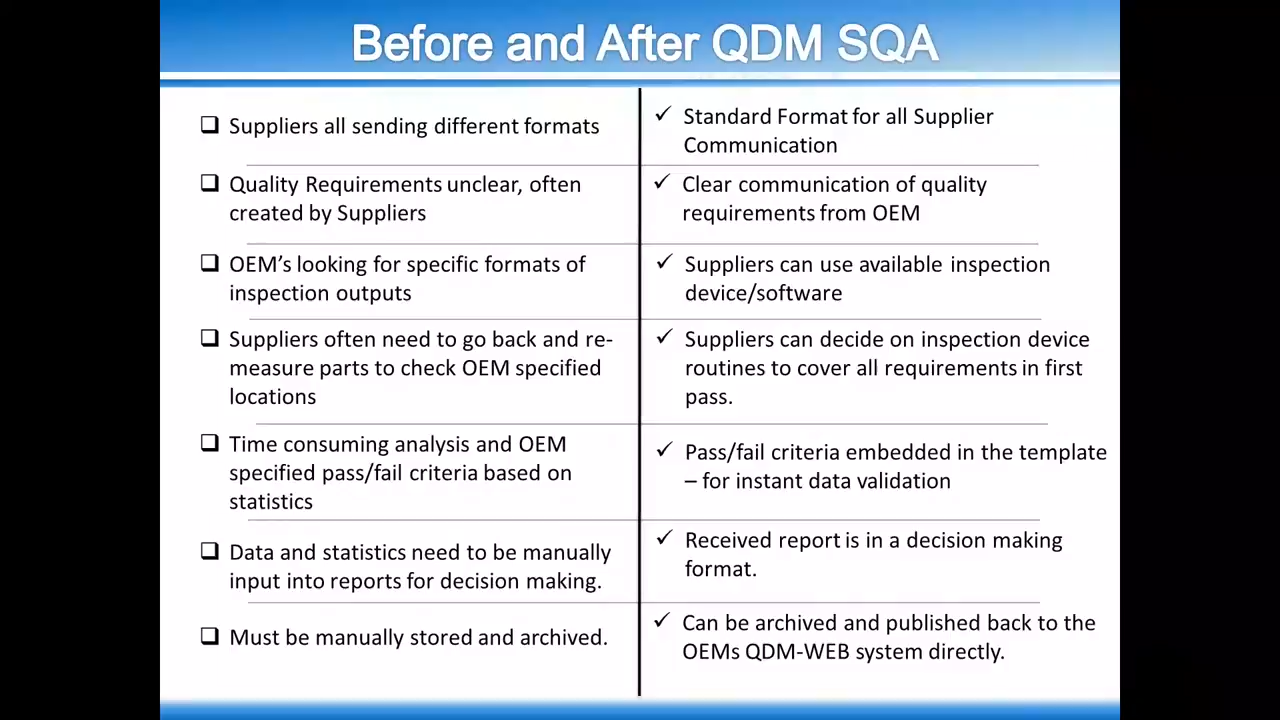 Before and After QDM SQA
Suppliers all sending different formats
Standard Format for all Supplier
Communication
Quality Requirements unclear, often
created by Suppliers
Clear communication of quality
requirements from OEM
OEM's looking for specific formats of
inspection outputs
Suppliers can use available inspection
device/software
Suppliers often need to go back and re-
measure parts to check OEM specified
locations
Suppliers can decide on inspection device
routines to cover all requirements in first
pass.
Time consuming analysis and OEM
specified pass/fail criteria based on
statistics
Pass/fail criteria embedded in the template
– for instant data validation
Data and statistics need to be manually
input into reports for decision making.
Received report is in a decision making
format.
Must be manually stored and archived.
Can be archived and published back to the
OEMs QDM-WEB system directly.